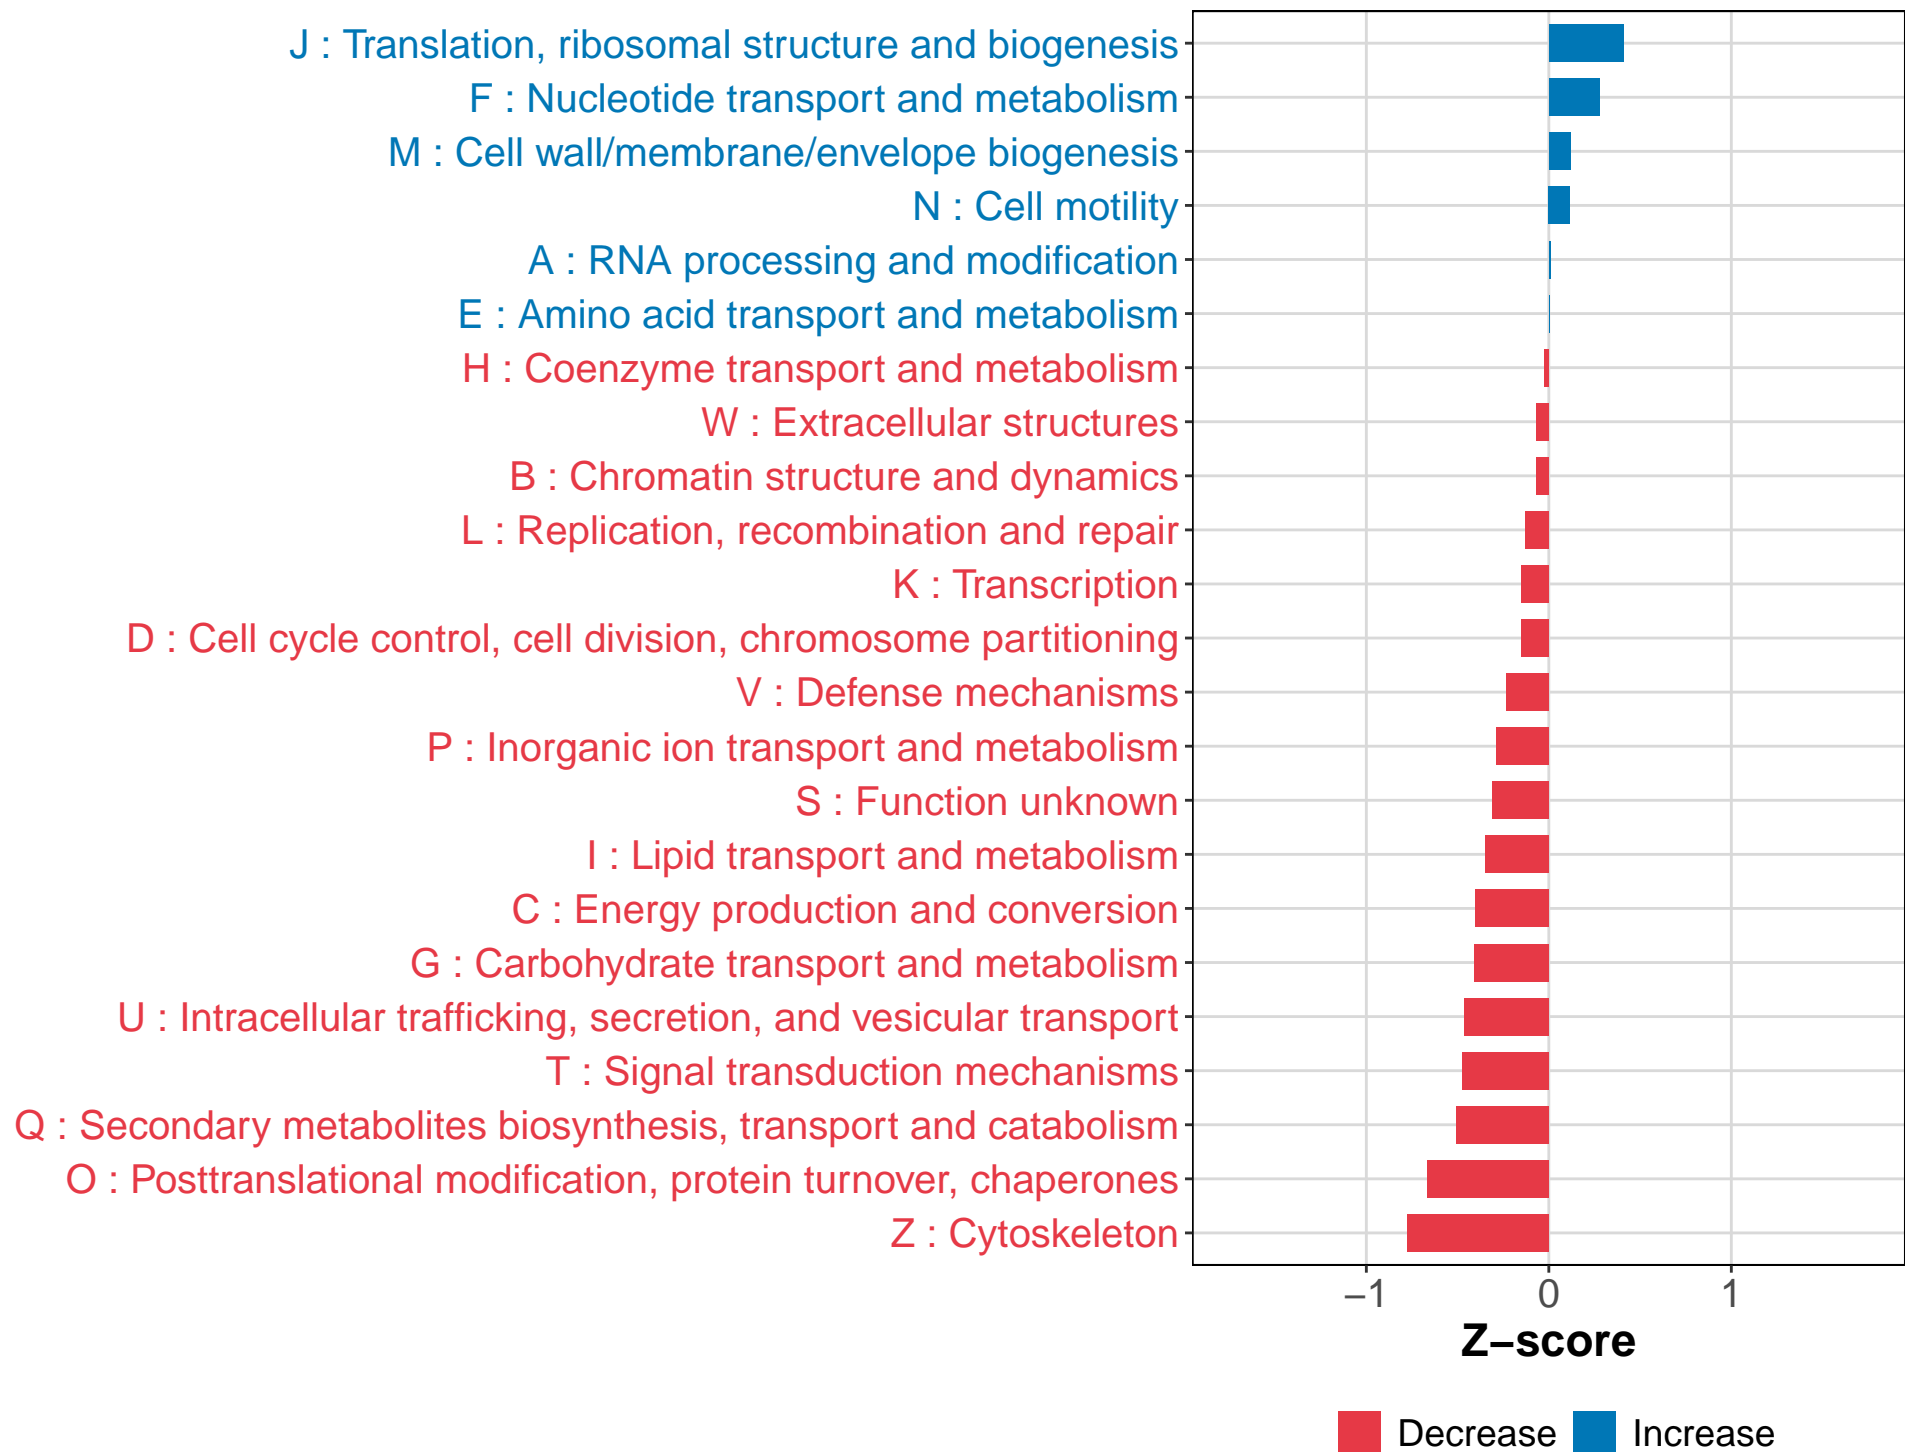 J : Translation, ribosomal structure and biogenesis
F : Nucleotide transport and metabolism
M : Cell wall/membrane/envelope biogenesis
N : Cell motility
A : RNA processing and modification
E : Amino acid transport and metabolism
H : Coenzyme transport and metabolism
W : Extracellular structures
B : Chromatin structure and dynamics
L : Replication, recombination and repair
K : Transcription
D : Cell cycle control, cell division, chromosome partitioning
V : Defense mechanisms
P : Inorganic ion transport and metabolism
S : Function unknown
I : Lipid transport and metabolism
C : Energy production and conversion
G : Carbohydrate transport and metabolism
U : Intracellular trafficking, secretion, and vesicular transport
T : Signal transduction mechanisms
Q : Secondary metabolites biosynthesis, transport and catabolism
O : Posttranslational modification, protein turnover, chaperones
Z : Cytoskeleton
−1 0 1
Z−score
Decrease Increase